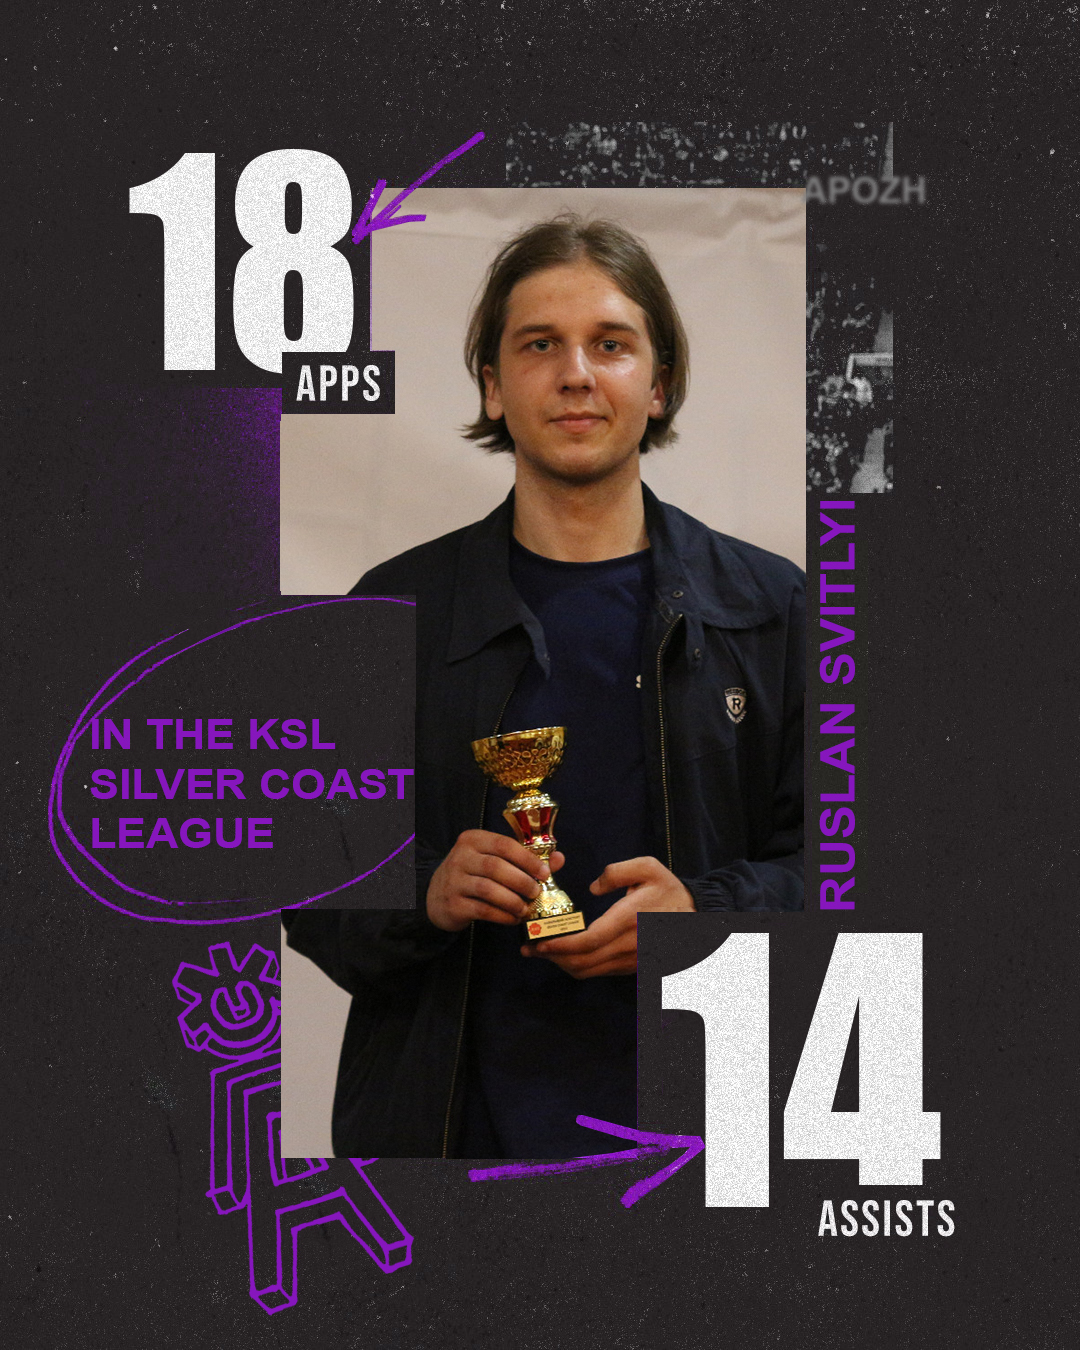 18
APPS
APOZH
RUSLAN SVITLYI
IN THE KSL
SILVER COAST
LEAGUE
R
14
ASSISTS